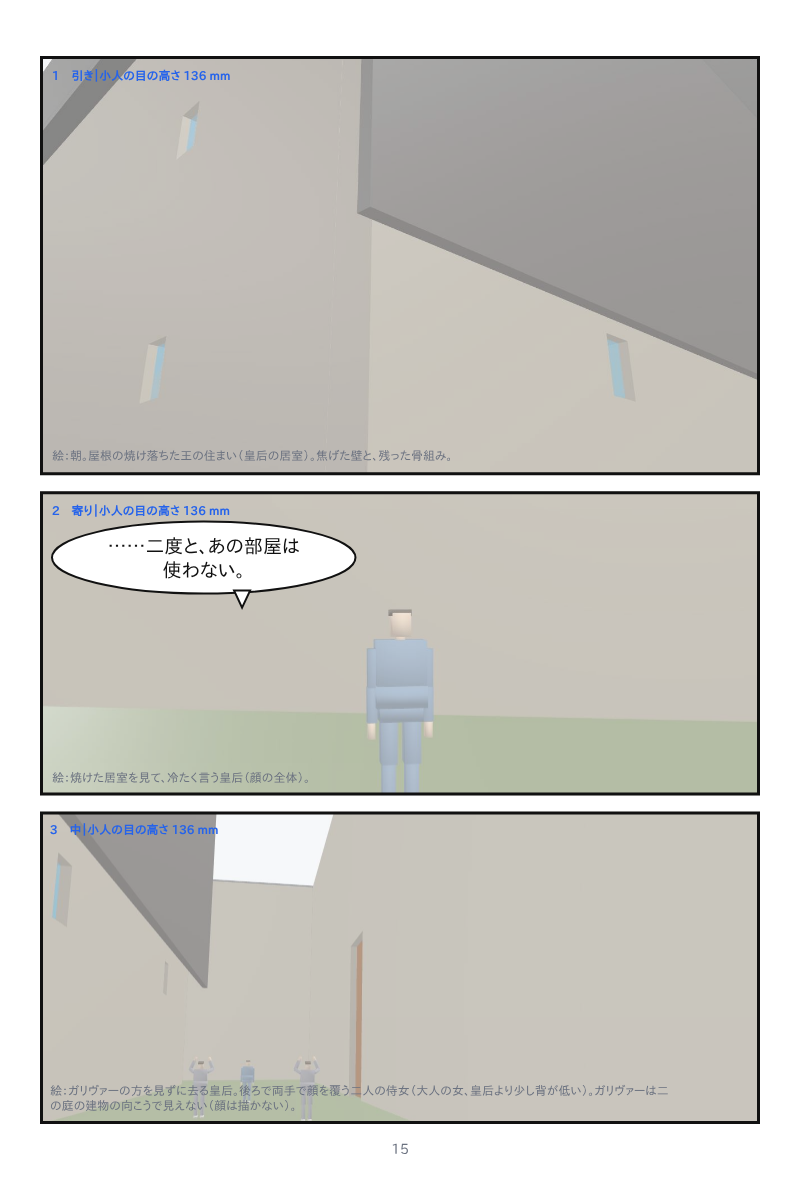 1 引き|小人の目の高さ 136 mm
絵：朝。屋根の焼け落ちた王の住まい（皇后の居室）。焦げた壁と、残った骨組み。
2 寄り|小人の目の高さ 136 mm
……二度と、あの部屋は
使わない。
絵：焼けた居室を見て、冷たく言う皇后（顔の全体）。
3 中|小人の目の高さ 136 mm
絵：ガリヴァーの方を見ずに去る皇后。後ろで両手で顔を覆う二人の侍女（大人の女、皇后より少し背が低い）。ガリヴァーは二
の庭の建物の向こうで見えない（顔は描かない）。
15